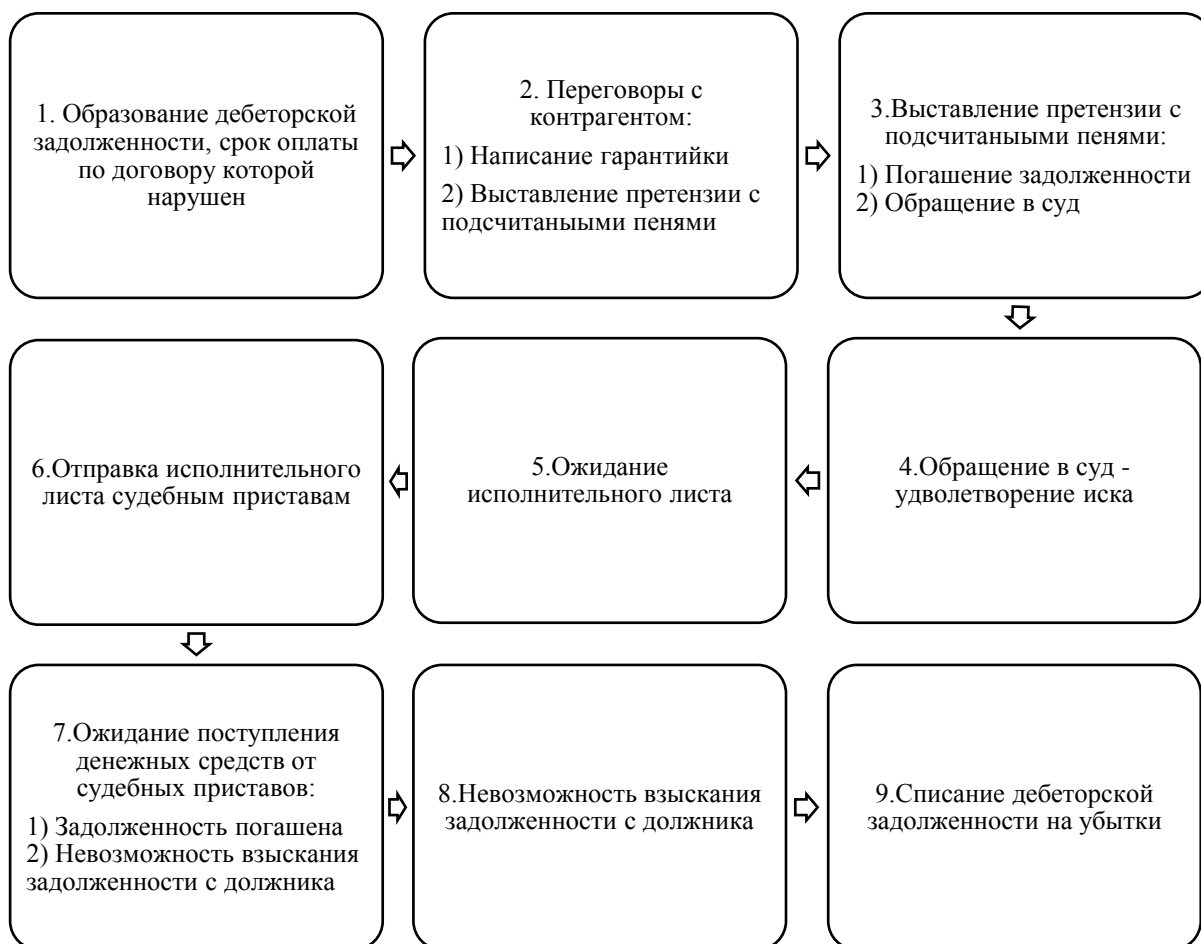 1. Образование дебеторской
задолженности, срок оплаты
по договору которой
нарушен
2. Переговоры с
контрагентом:
1) Написание гарантийки
2) Выставление претензии с
подсчитаныыми пенями
3.Выставление претензии с
подсчитаныыми пенями:
1) Погашение задолженности
2) Обращение в суд
4.Обращение в суд -
удволетворение иска
5.Ожидание
исполнительного листа
6.Отправка исполнительного
листа судебным приставам
7.Ожидание поступления
денежных средств от
судебных приставов:
1) Задолженность погашена
2) Невозможность взыскания
задолженности с должника
8.Невозможность взыскания
задолженности с должника
9.Списание дебеторской
задолженности на убытки